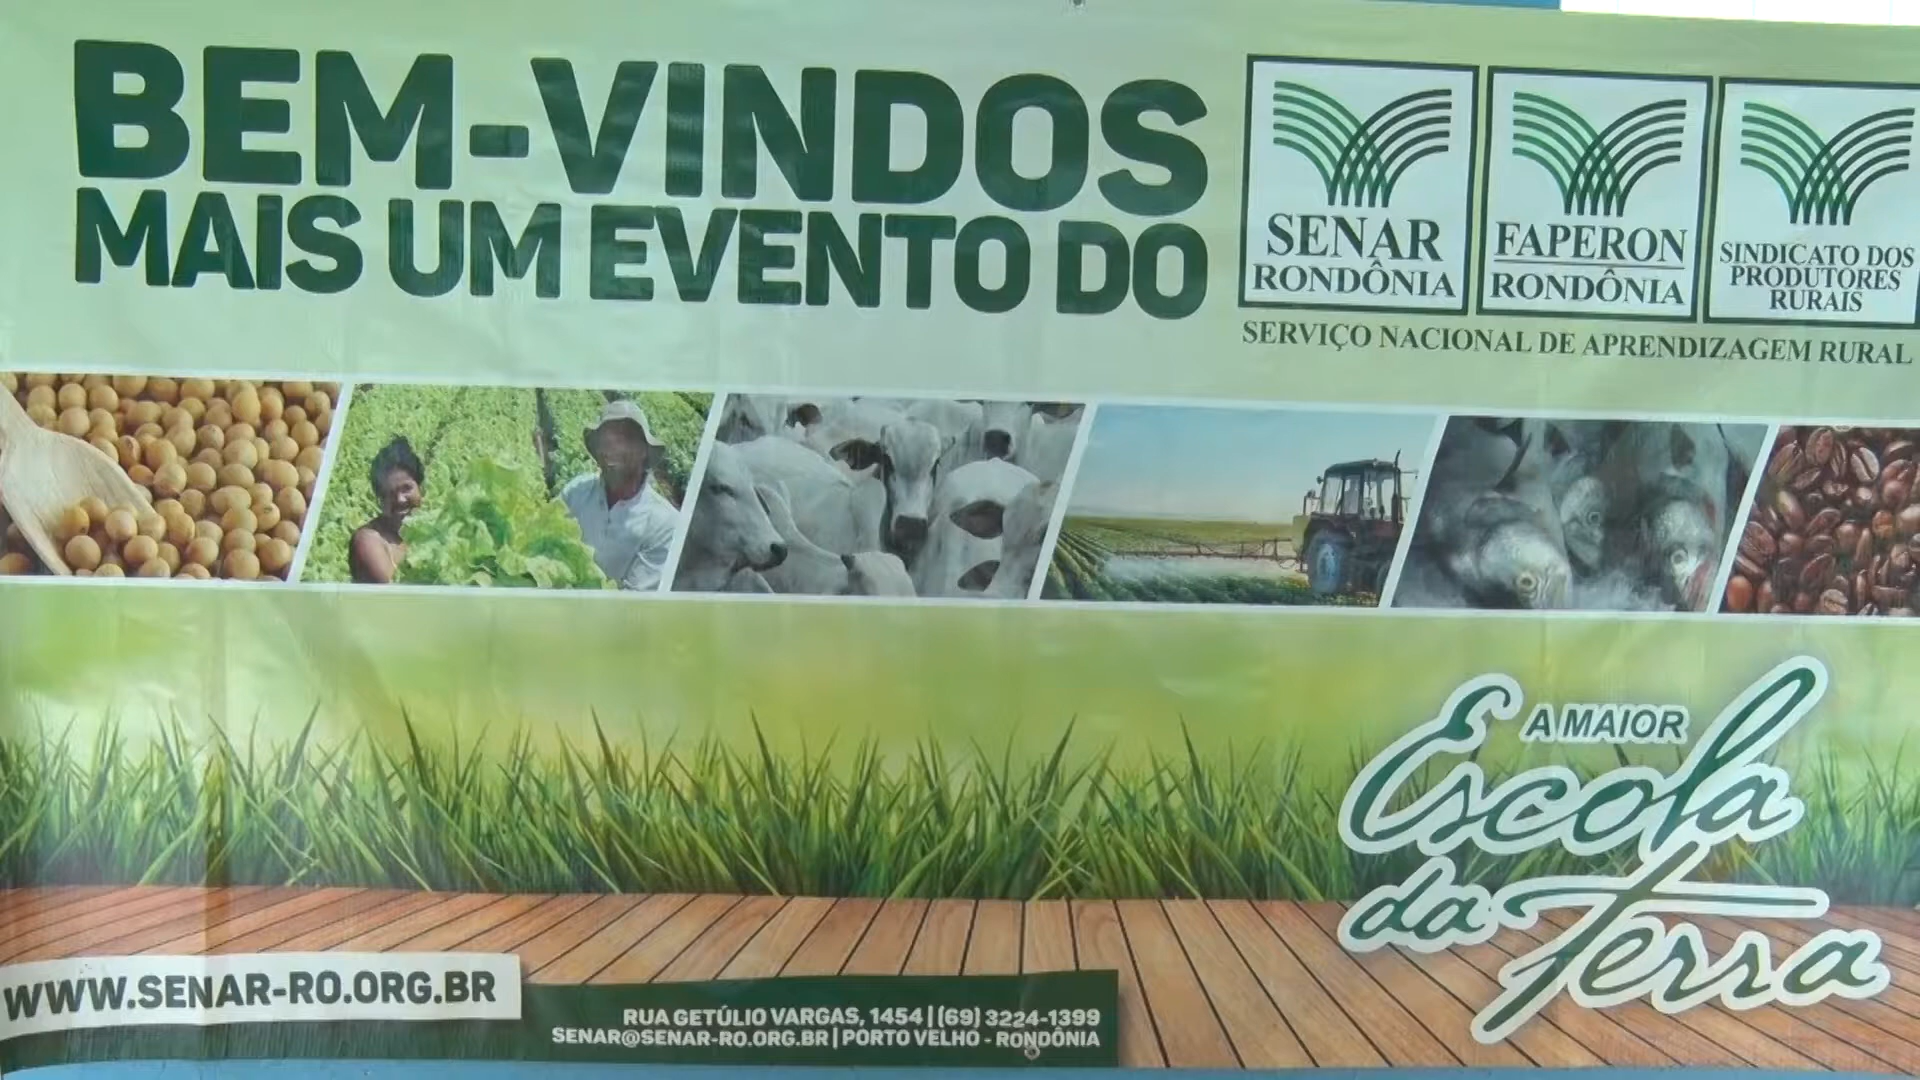 BEM-VINDOS
MAIS UM EVENTO DO
SENAR
RONDÔNIA
FAPERON
RONDÔNIA
SINDICATO DOS
PRODUTORES
RURAIS
SERVIÇO NACIONAL DE APRENDIZAGEM RURAL
A MAIOR
Escola
da Terra
WWW.SENAR-RO.ORG.BR
RUA GETÚLIO VARGAS, 1454 | (69) 3224-1399
SENAR@SENAR-RO.ORG.BR | PORTO VELHO - RONDÔNIA